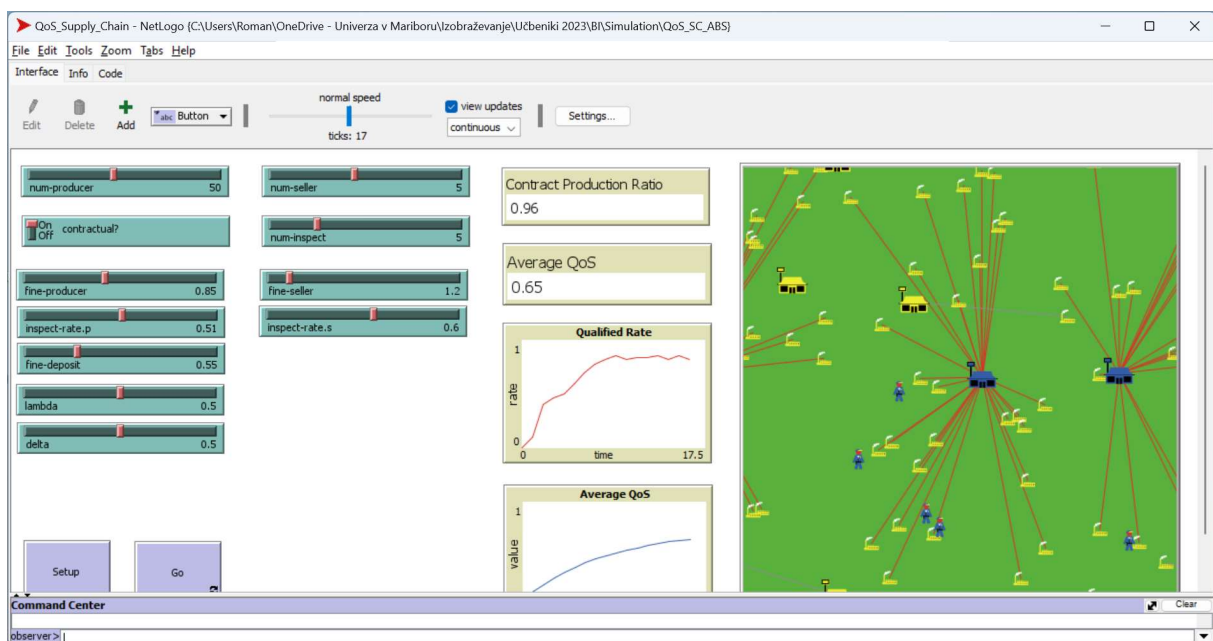 QoS_Supply_Chain - NetLogo {C:\Users\Roman\OneDrive - Univerza v Mariboru\Izobraževanje\Učbeniki 2023\BI\Simulation\QoS_SC_ABS}
File Edit Tools Zoom Tabs Help
Interface Info Code
Edit Delete Add abc Button
normal speed
ticks: 17
view updates
continuous
Settings...
num-producer 50
num-seller 5
On
Off contractual?
num-inspect 5
fine-producer 0.85
fine-seller 1.2
inspect-rate.p 0.51
inspect-rate.s 0.6
fine-deposit 0.55
lambda 0.5
delta 0.5
Setup
Go
Contract Production Ratio
0.96
Average QoS
0.65
Qualified Rate
1
rate
0
0 time 17.5
Average QoS
1
value
Command Center
Clear
observer>